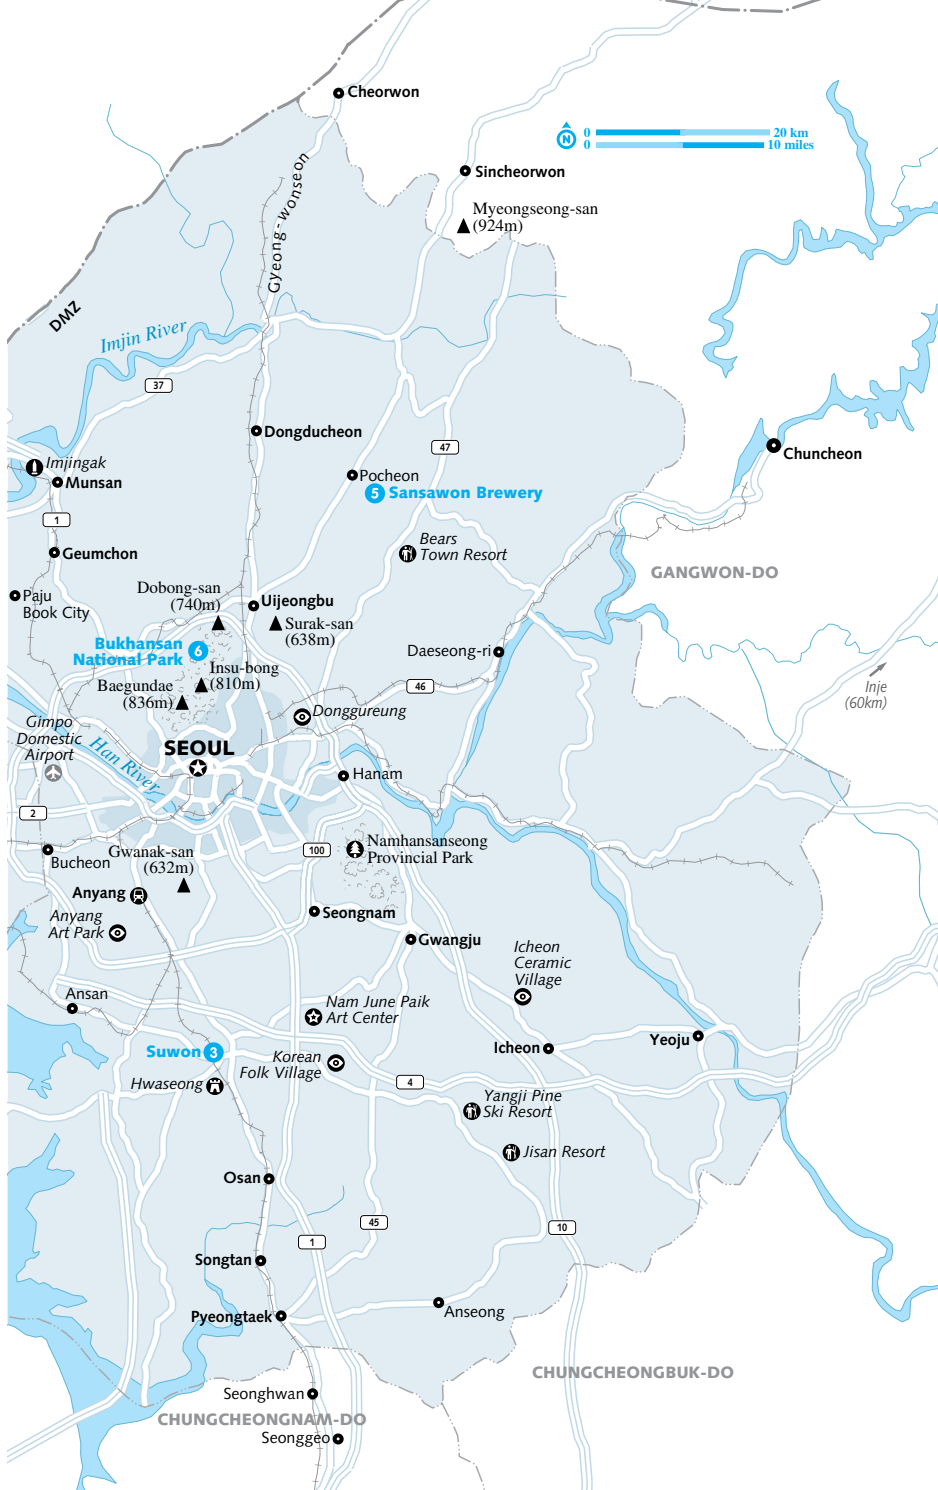 Cheorwon
0 20 km
N
0 10 miles
Sincheorwon
Gyeong-wonseon
Myeongseong-san
(924m)
DMZ
Imjin River
37
Dongducheon
47
Chuncheon
Imjingak
Munsan
Pocheon
5 Sansawon Brewery
1
Geumchon
Bears
Town Resort
GANGWON-DO
Paju
Book City
Dobong-san
(740m)
Uijeongbu
Surak-san
(638m)
Bukhansan
National Park 6
Daeseong-ri
Insu-bong
(810m)
Baegundae
(836m)
46
Inje
(60km)
Donggureung
Gimpo
Domestic
Airport
Han River
SEOUL
Hanam
2
Bucheon
Gwanak-san
(632m)
100
Namhansanseong
Provincial Park
Anyang
Anyang
Art Park
Seongnam
Gwangju
Icheon
Ceramic
Village
Ansan
Nam June Paik
Art Center
Suwon 3
Korean
Folk Village
Icheon
Yeoju
Hwaseong
4
Yangji Pine
Ski Resort
Jisan Resort
Osan
45
10
1
Songtan
Pyeongtaek
Anseong
CHUNGCHEONGBUK-DO
Seonghwan
CHUNGCHEONGNAM-DO
Seonggeo